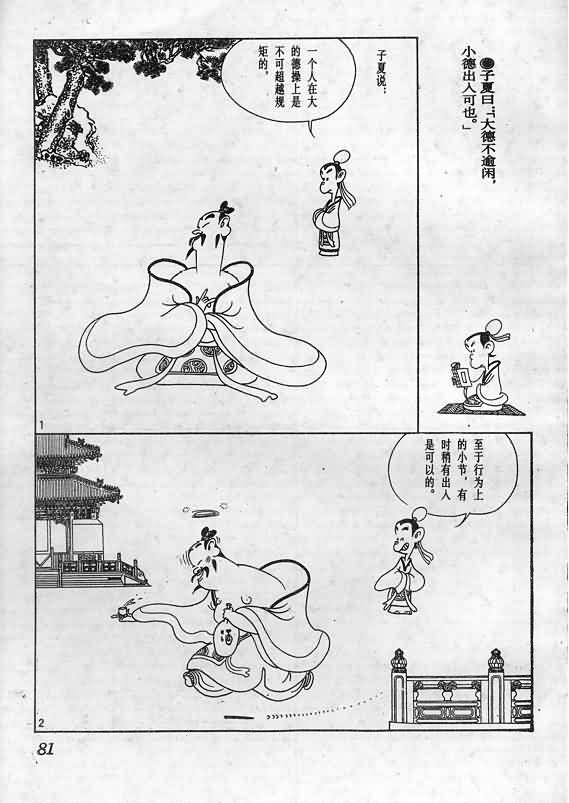 ●子夏曰：「大德不逾闲，
小德出入可也。」
子夏说：
一个人在大
的德操上是
不可超越规
矩的，
1
至于行为上
的小节，有
时稍有出入
是可以的。
酒
2
81